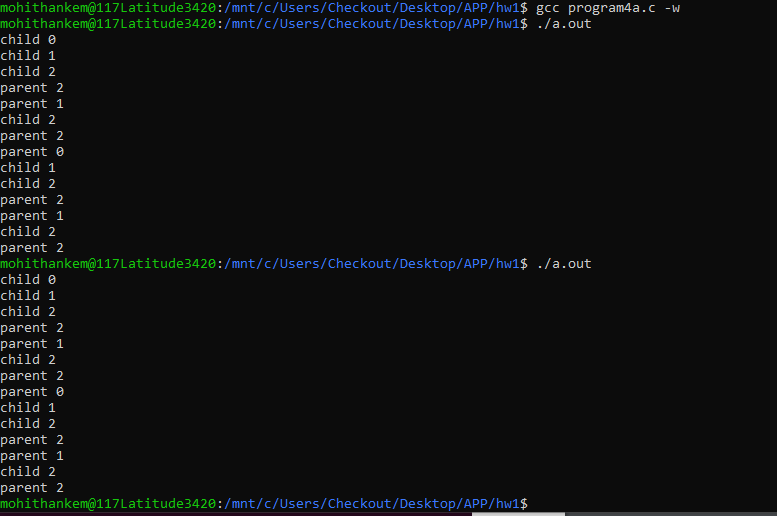 mohithankem@117Latitude3420:/mnt/c/Users/Checkout/Desktop/APP/hw1$ gcc program4a.c -w
mohithankem@117Latitude3420:/mnt/c/Users/Checkout/Desktop/APP/hw1$ ./a.out
child 0
child 1
child 2
parent 2
parent 1
child 2
parent 2
parent 0
child 1
child 2
parent 2
parent 1
child 2
parent 2
mohithankem@117Latitude3420:/mnt/c/Users/Checkout/Desktop/APP/hw1$ ./a.out
child 0
child 1
child 2
parent 2
parent 1
child 2
parent 2
parent 0
child 1
child 2
parent 2
parent 1
child 2
parent 2
mohithankem@117Latitude3420:/mnt/c/Users/Checkout/Desktop/APP/hw1$